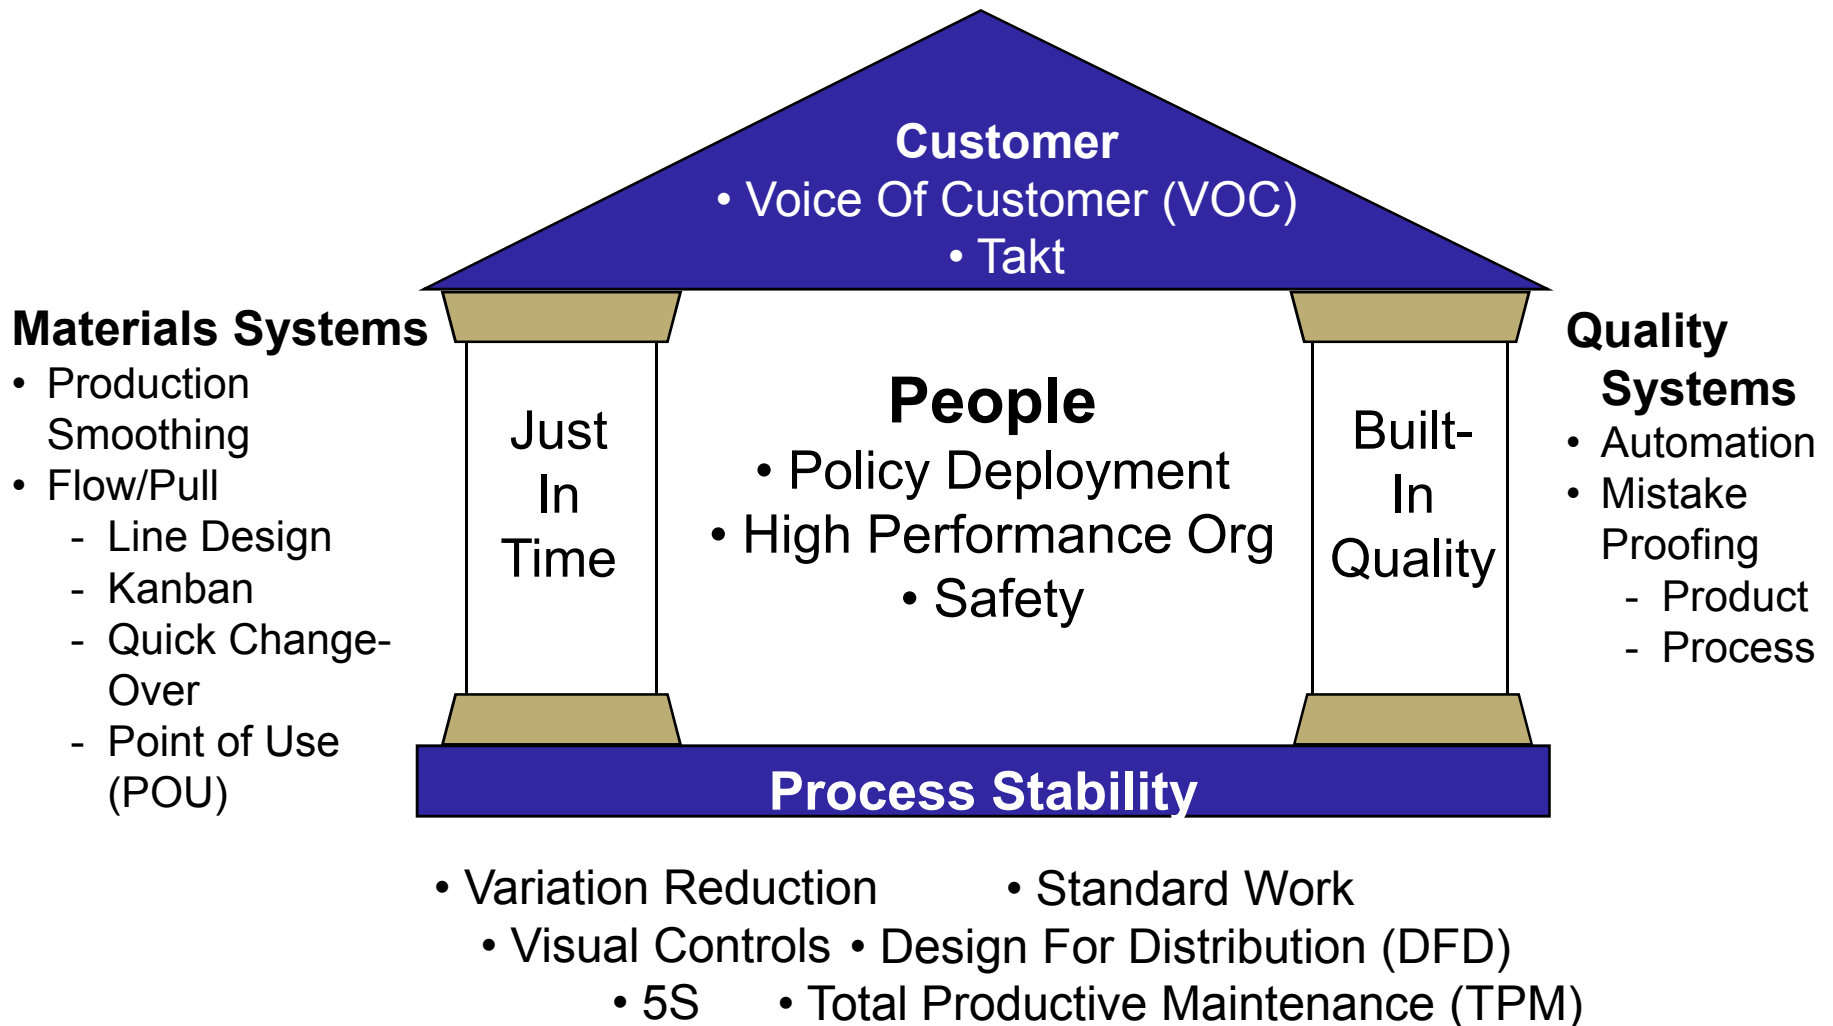 Customer
• Voice Of Customer (VOC)
• Takt
Materials Systems
• Production
Smoothing
• Flow/Pull
- Line Design
- Kanban
- Quick Change-
Over
- Point of Use
(POU)
Just
In
Time
People
• Policy Deployment
• High Performance Org
• Safety
Built-
In
Quality
Quality
Systems
• Automation
• Mistake
Proofing
- Product
- Process
Process Stability
• Variation Reduction • Standard Work
• Visual Controls • Design For Distribution (DFD)
• 5S • Total Productive Maintenance (TPM)